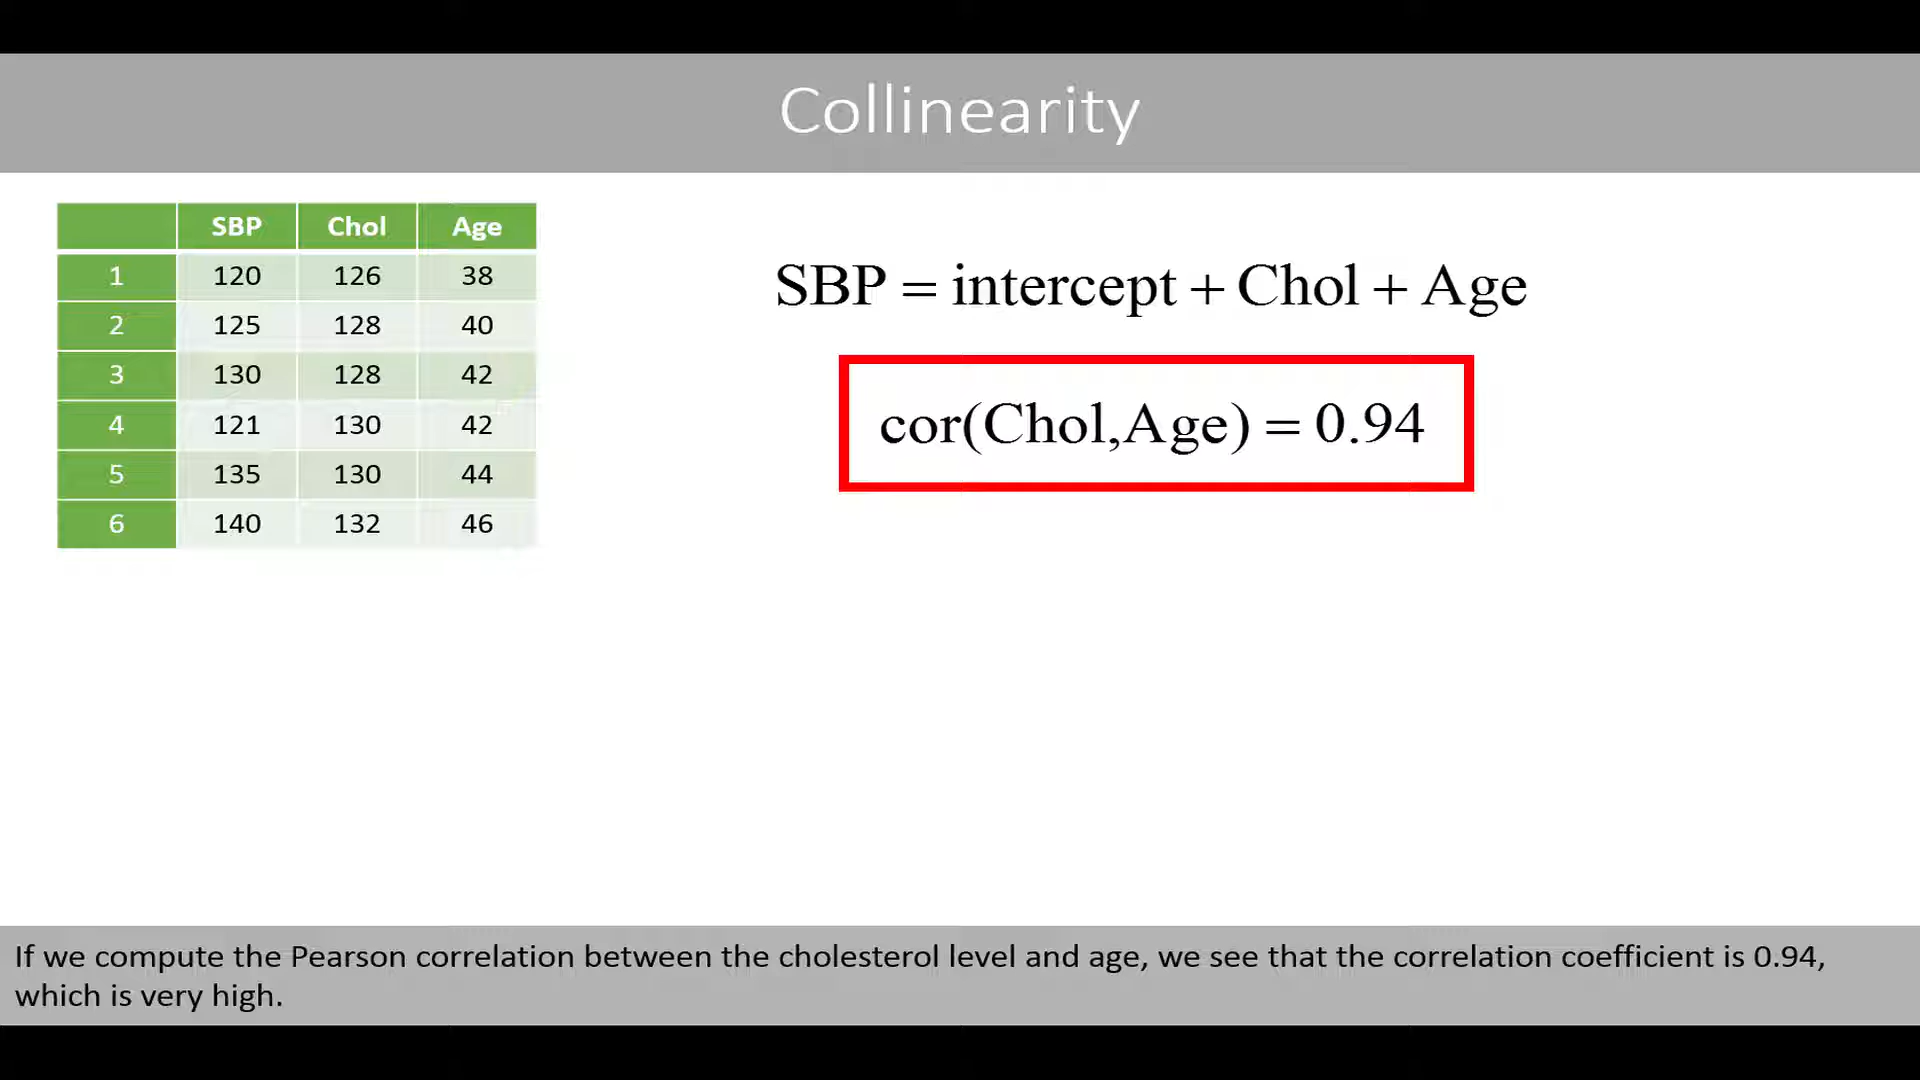 Collinearity
SBP Chol Age
1 120 126 38
2 125 128 40
3 130 128 42
4 121 130 42
5 135 130 44
6 140 132 46
SBP = intercept + Chol + Age
cor(Chol,Age) = 0.94
If we compute the Pearson correlation between the cholesterol level and age, we see that the correlation coefficient is 0.94,
which is very high.